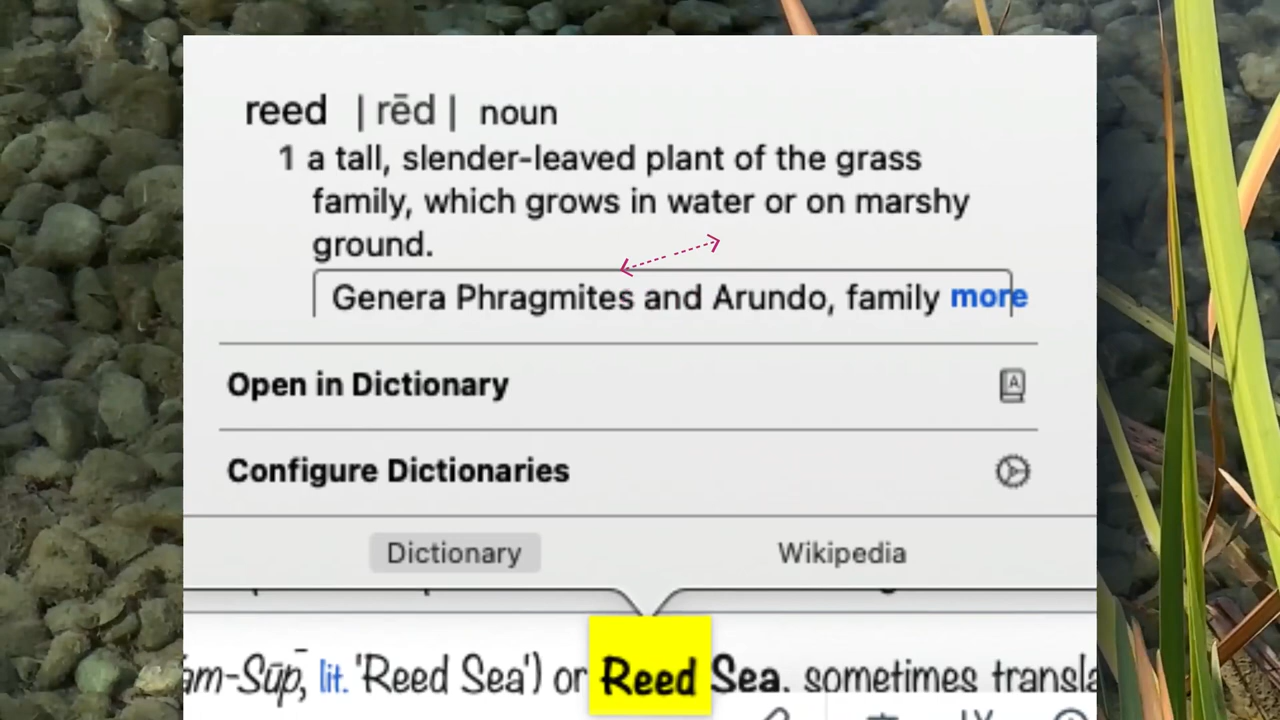 reed | rēd | noun
1 a tall, slender-leaved plant of the grass
family, which grows in water or on marshy
ground.
Genera Phragmites and Arundo, family more
Open in Dictionary
Configure Dictionaries
Dictionary Wikipedia
am-Sūp̄, lit. 'Reed Sea') or Reed Sea, sometimes transla